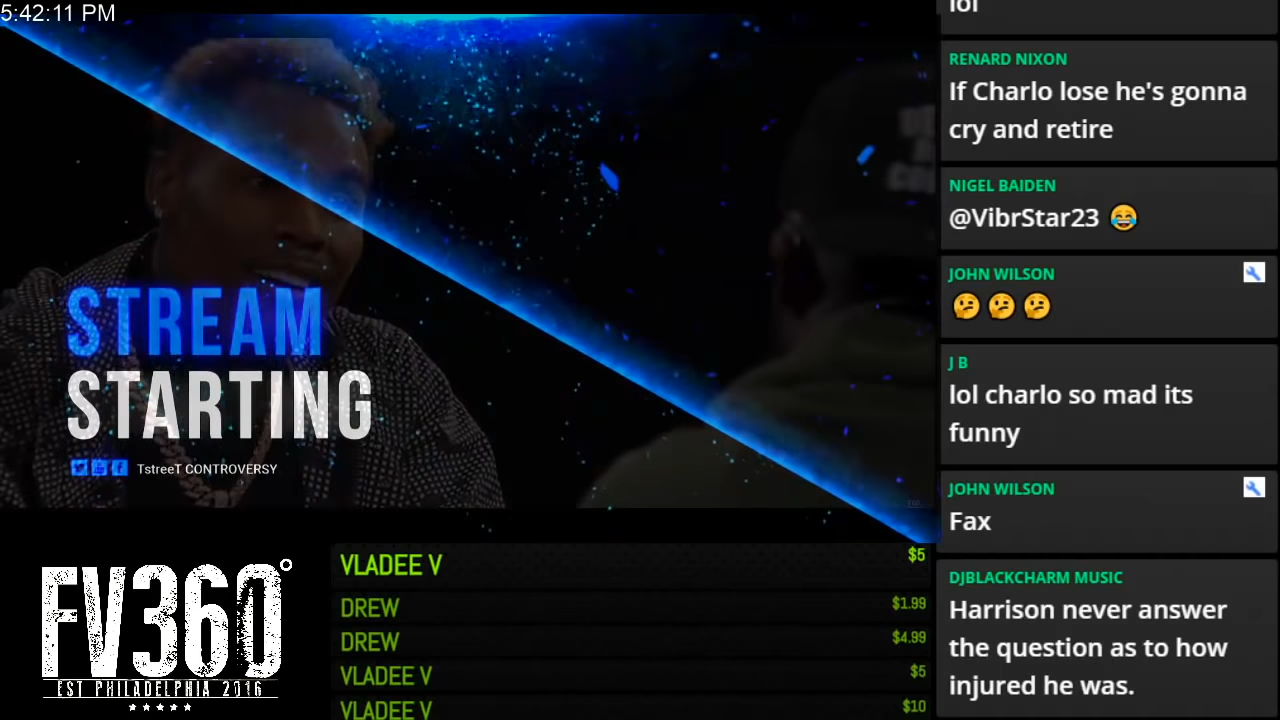 5:42:11 PM
STREAM
STARTING
TstreeT CONTROVERSY
FV360°
EST PHILADELPHIA 2016
VLADEE V $5
DREW $1.99
DREW $4.99
VLADEE V $5
VLADEE V $10
lol
RENARD NIXON
If Charlo lose he's gonna
cry and retire
NIGEL BAIDEN
@VibrStar23 😂
JOHN WILSON
🤔 🤔 🤔
J B
lol charlo so mad its
funny
JOHN WILSON
Fax
DJBLACKCHARM MUSIC
Harrison never answer
the question as to how
injured he was.